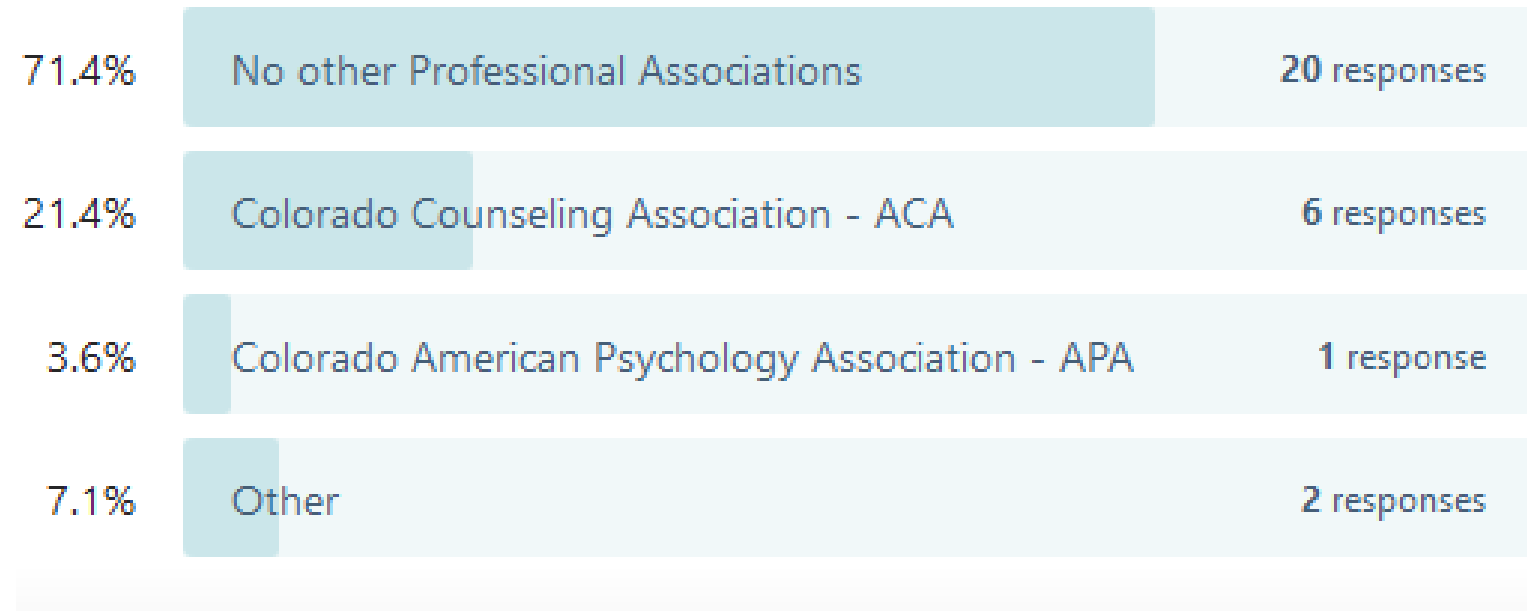 71.4% No other Professional Associations 20 responses
21.4% Colorado Counseling Association - ACA 6 responses
3.6% Colorado American Psychology Association - APA 1 response
7.1% Other 2 responses